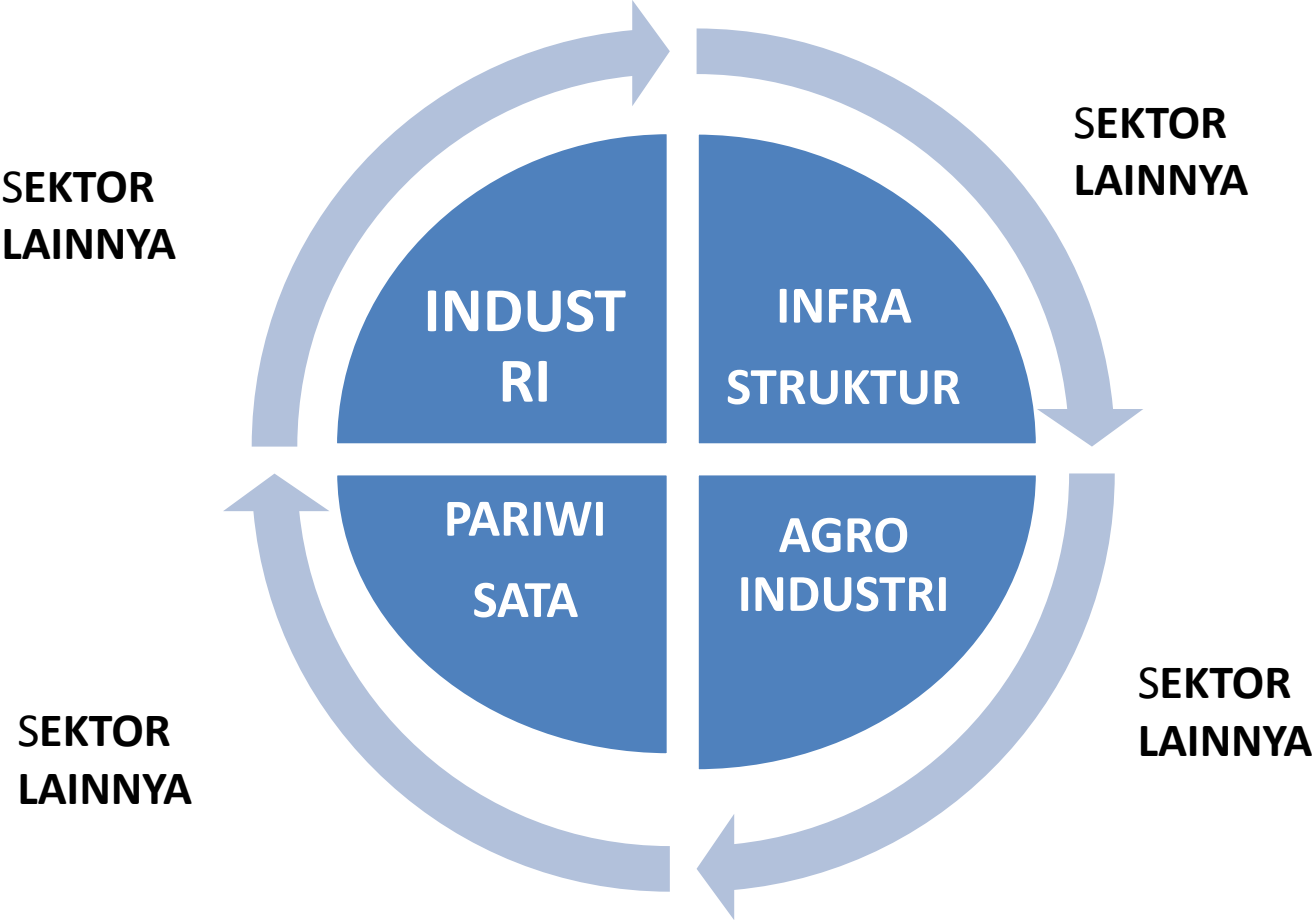 SEKTOR
LAINNYA
SEKTOR
LAINNYA
INDUST
RI
INFRA
STRUKTUR
PARIWI
SATA
AGRO
INDUSTRI
SEKTOR
LAINNYA
SEKTOR
LAINNYA